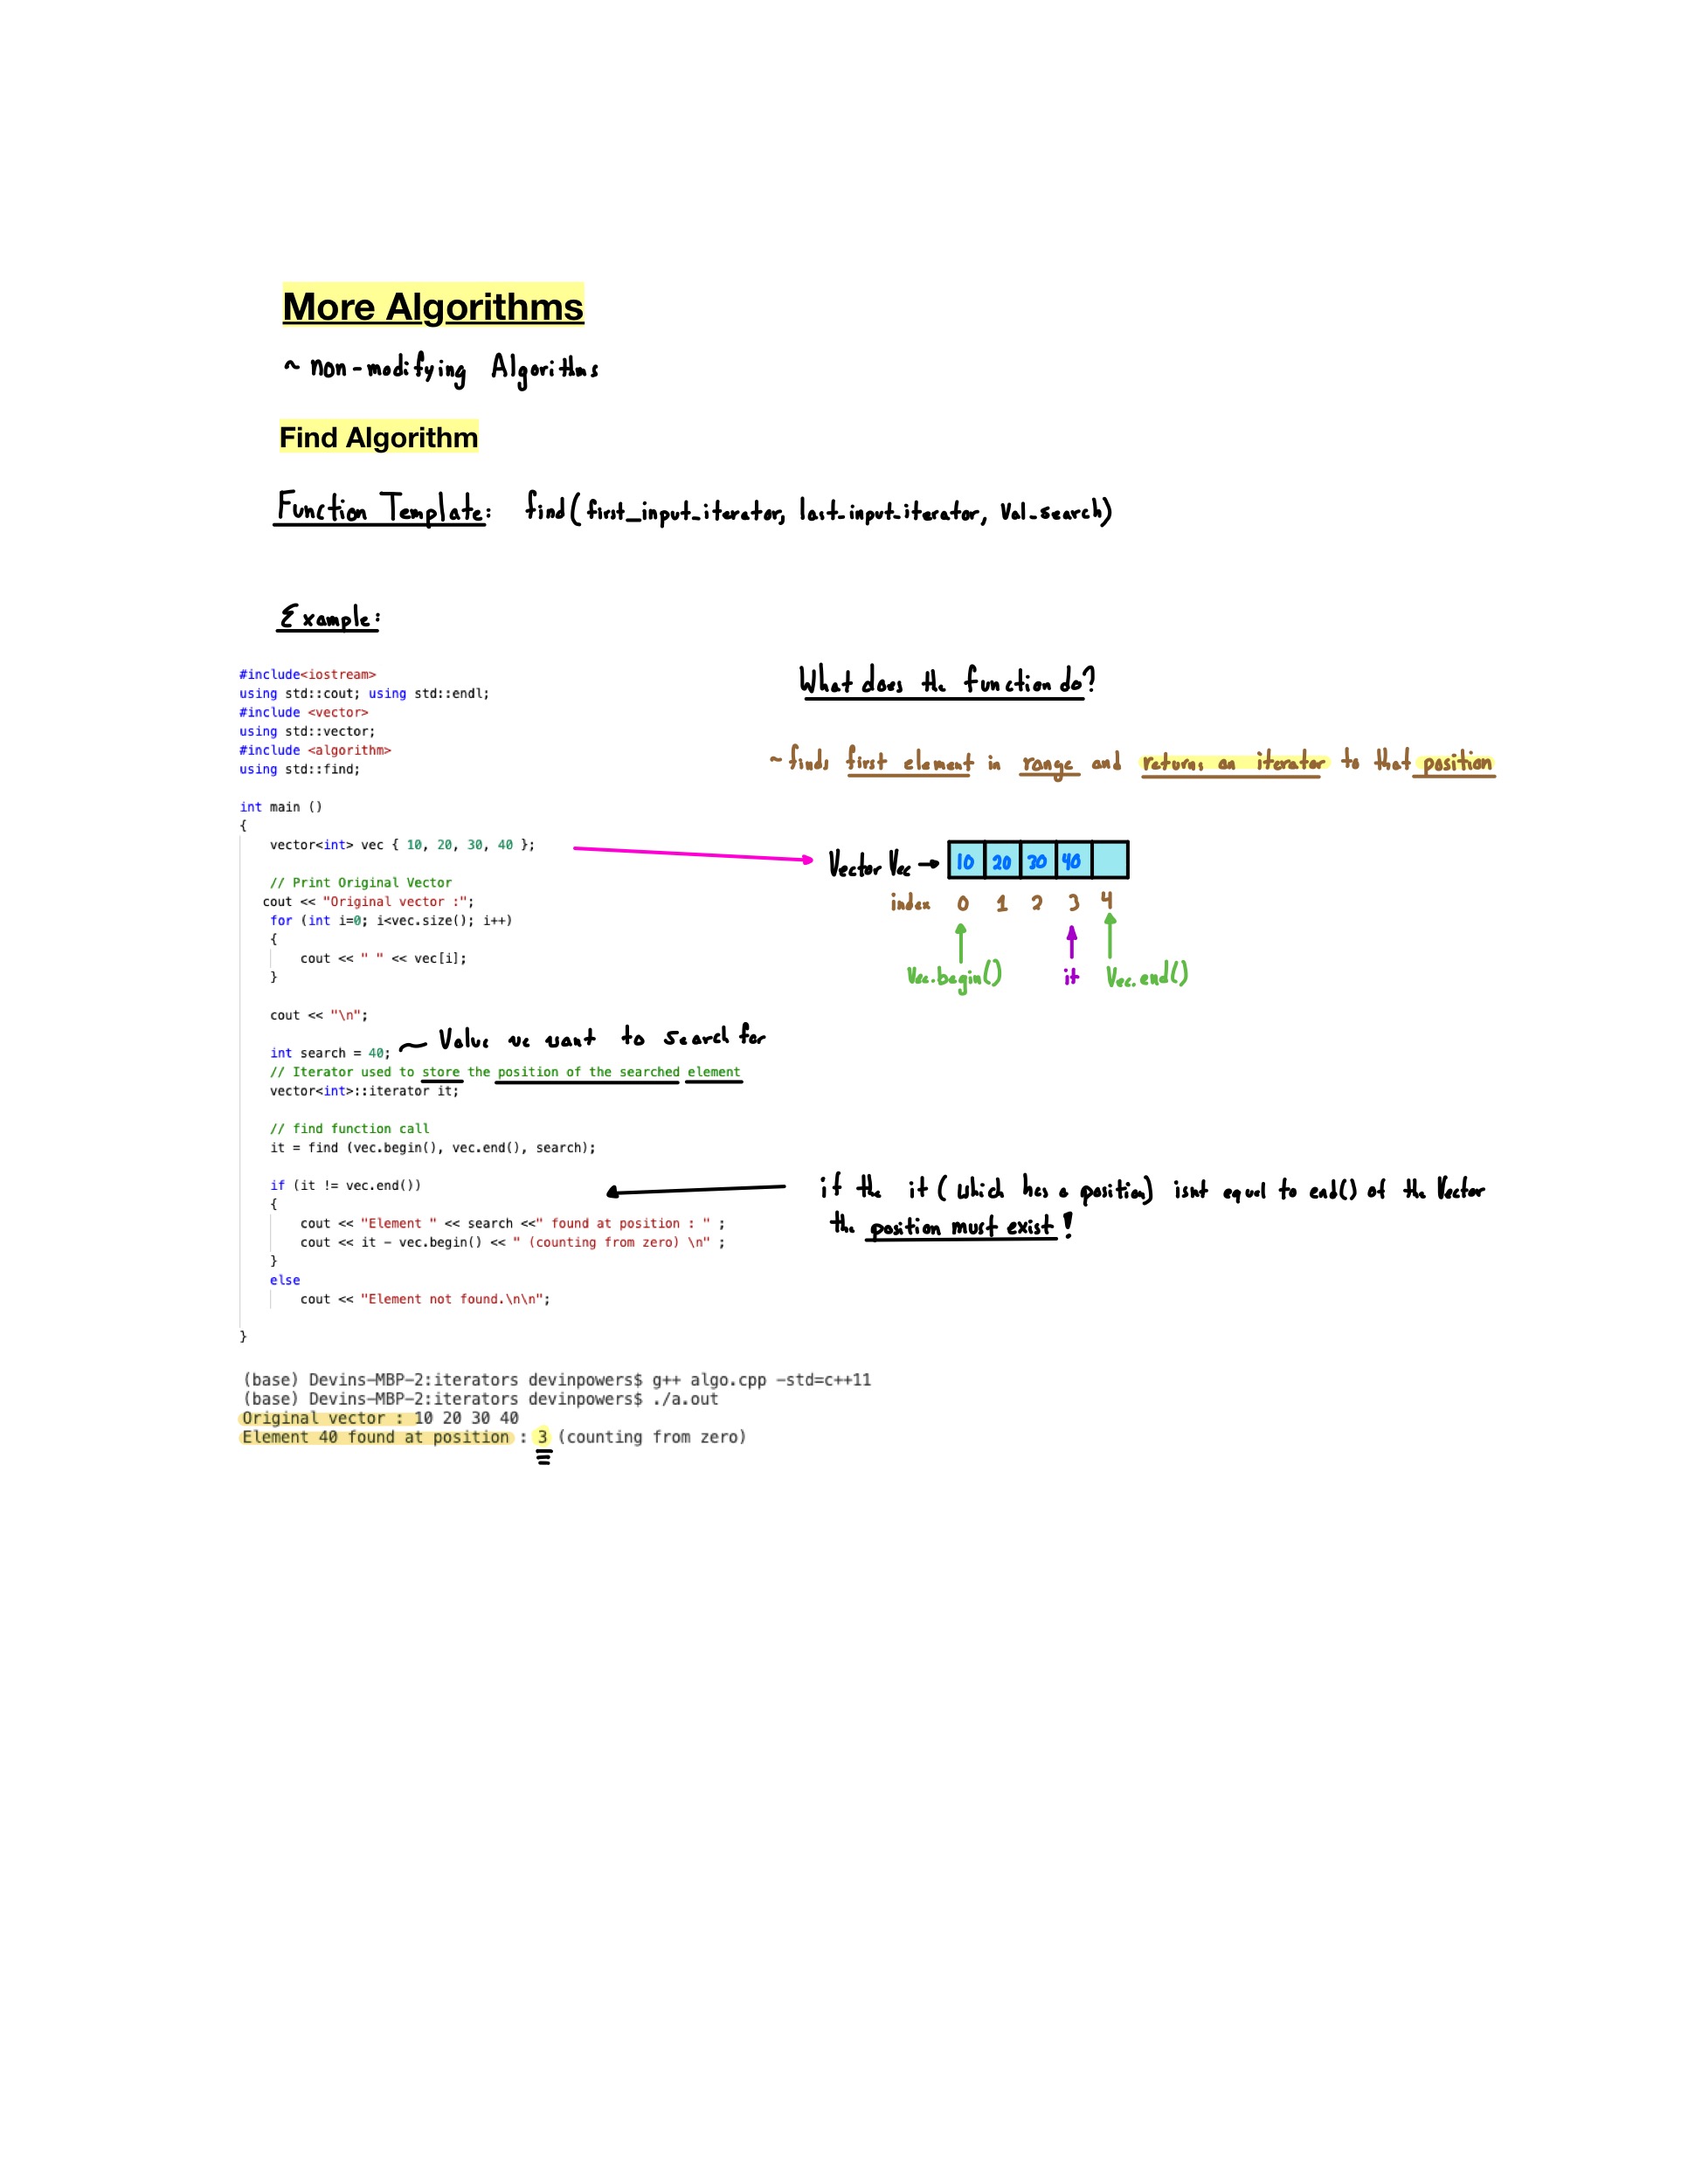 More Algorithms
~ non-modifying Algorithms
Find Algorithm
Function Template: find(first_input_iterator, last_input_iterator, Val_search)
Example:
#include<iostream>
using std::cout; using std::endl;
#include <vector>
using std::vector;
#include <algorithm>
using std::find;
int main ()
{
vector<int> vec { 10, 20, 30, 40 };
// Print Original Vector
cout << "Original vector :";
for (int i=0; i<vec.size(); i++)
{
cout << " " << vec[i];
}
cout << "\n";
int search = 40; ~ Value we want to search for
// Iterator used to store the position of the searched element
vector<int>::iterator it;
// find function call
it = find (vec.begin(), vec.end(), search);
if (it != vec.end())
{
cout << "Element " << search <<" found at position : " ;
cout << it - vec.begin() << " (counting from zero) \n" ;
}
else
cout << "Element not found.\n\n";
}
What does the function do?
~ finds first element in range and returns an iterator to that position
Vector Vec → 10 20 30 40
index 0 1 2 3 4
Vec.begin() it Vec.end()
if the it ( which has a position) isnt equal to end() of the Vector
the position must exist!
(base) Devins-MBP-2:iterators devinpowers$ g++ algo.cpp -std=c++11
(base) Devins-MBP-2:iterators devinpowers$ ./a.out
Original vector : 10 20 30 40
Element 40 found at position : 3 (counting from zero)